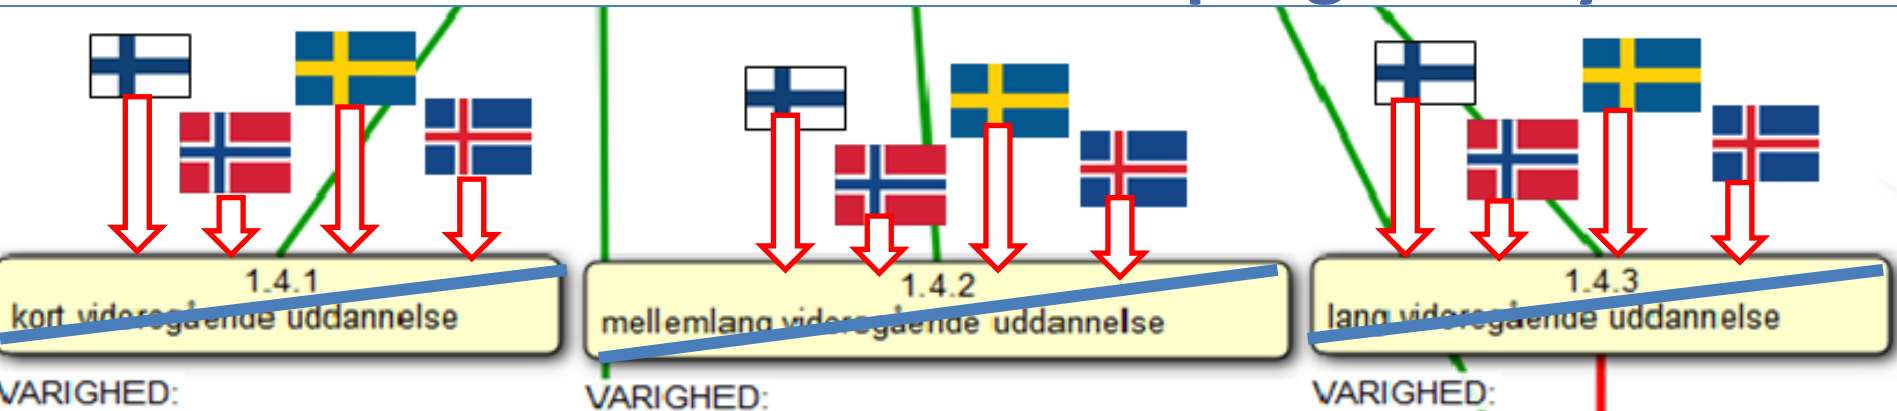 1.4.1
kort videregående uddannelse
VARIGHED:
1.4.2
mellemlang videregående uddannelse
VARIGHED:
1.4.3
lang videregående uddannelse
VARIGHED: